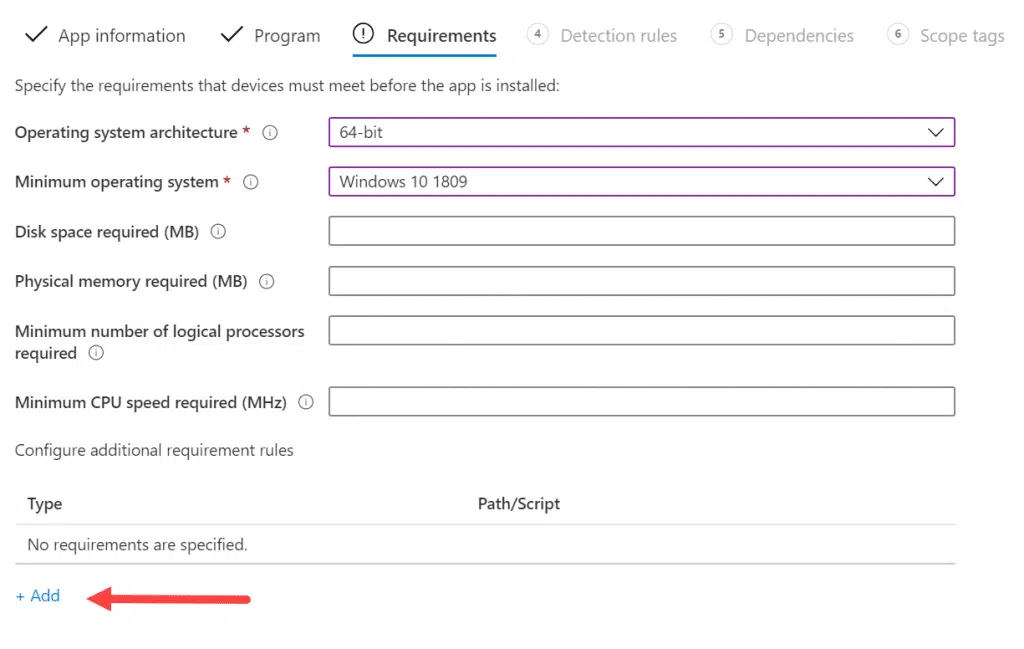 App information Program Requirements 4 Detection rules 5 Dependencies 6 Scope tags
Specify the requirements that devices must meet before the app is installed:
Operating system architecture * 64-bit
Minimum operating system * Windows 10 1809
Disk space required (MB)
Physical memory required (MB)
Minimum number of logical processors
required
Minimum CPU speed required (MHz)
Configure additional requirement rules
Type Path/Script
No requirements are specified.
+ Add